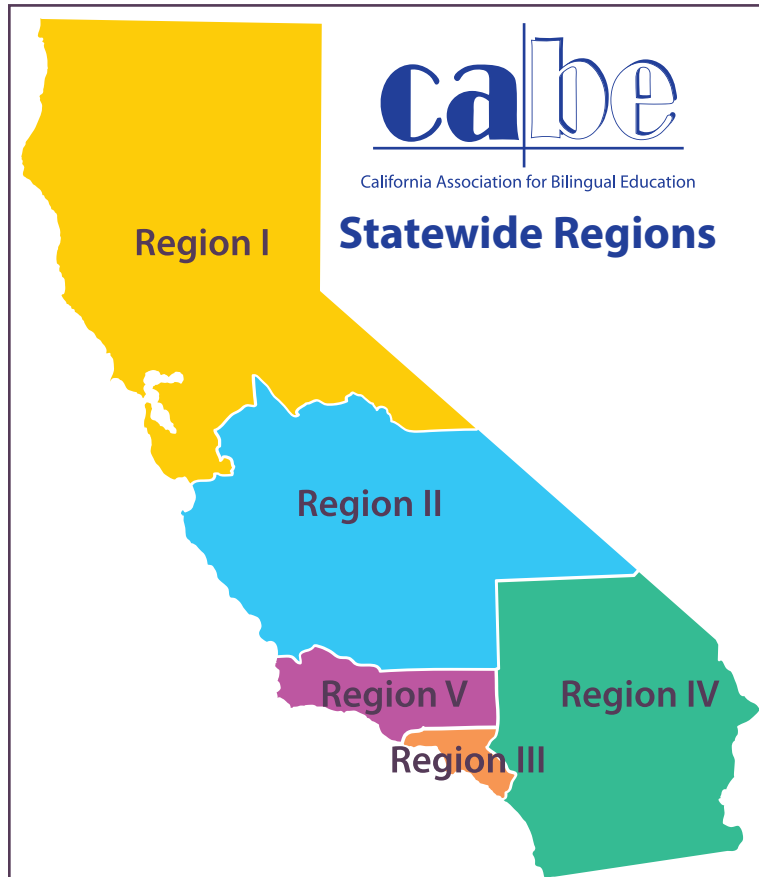 cabe
California Association for Bilingual Education
Statewide Regions
Region I
Region II
Region V
Region IV
Region III